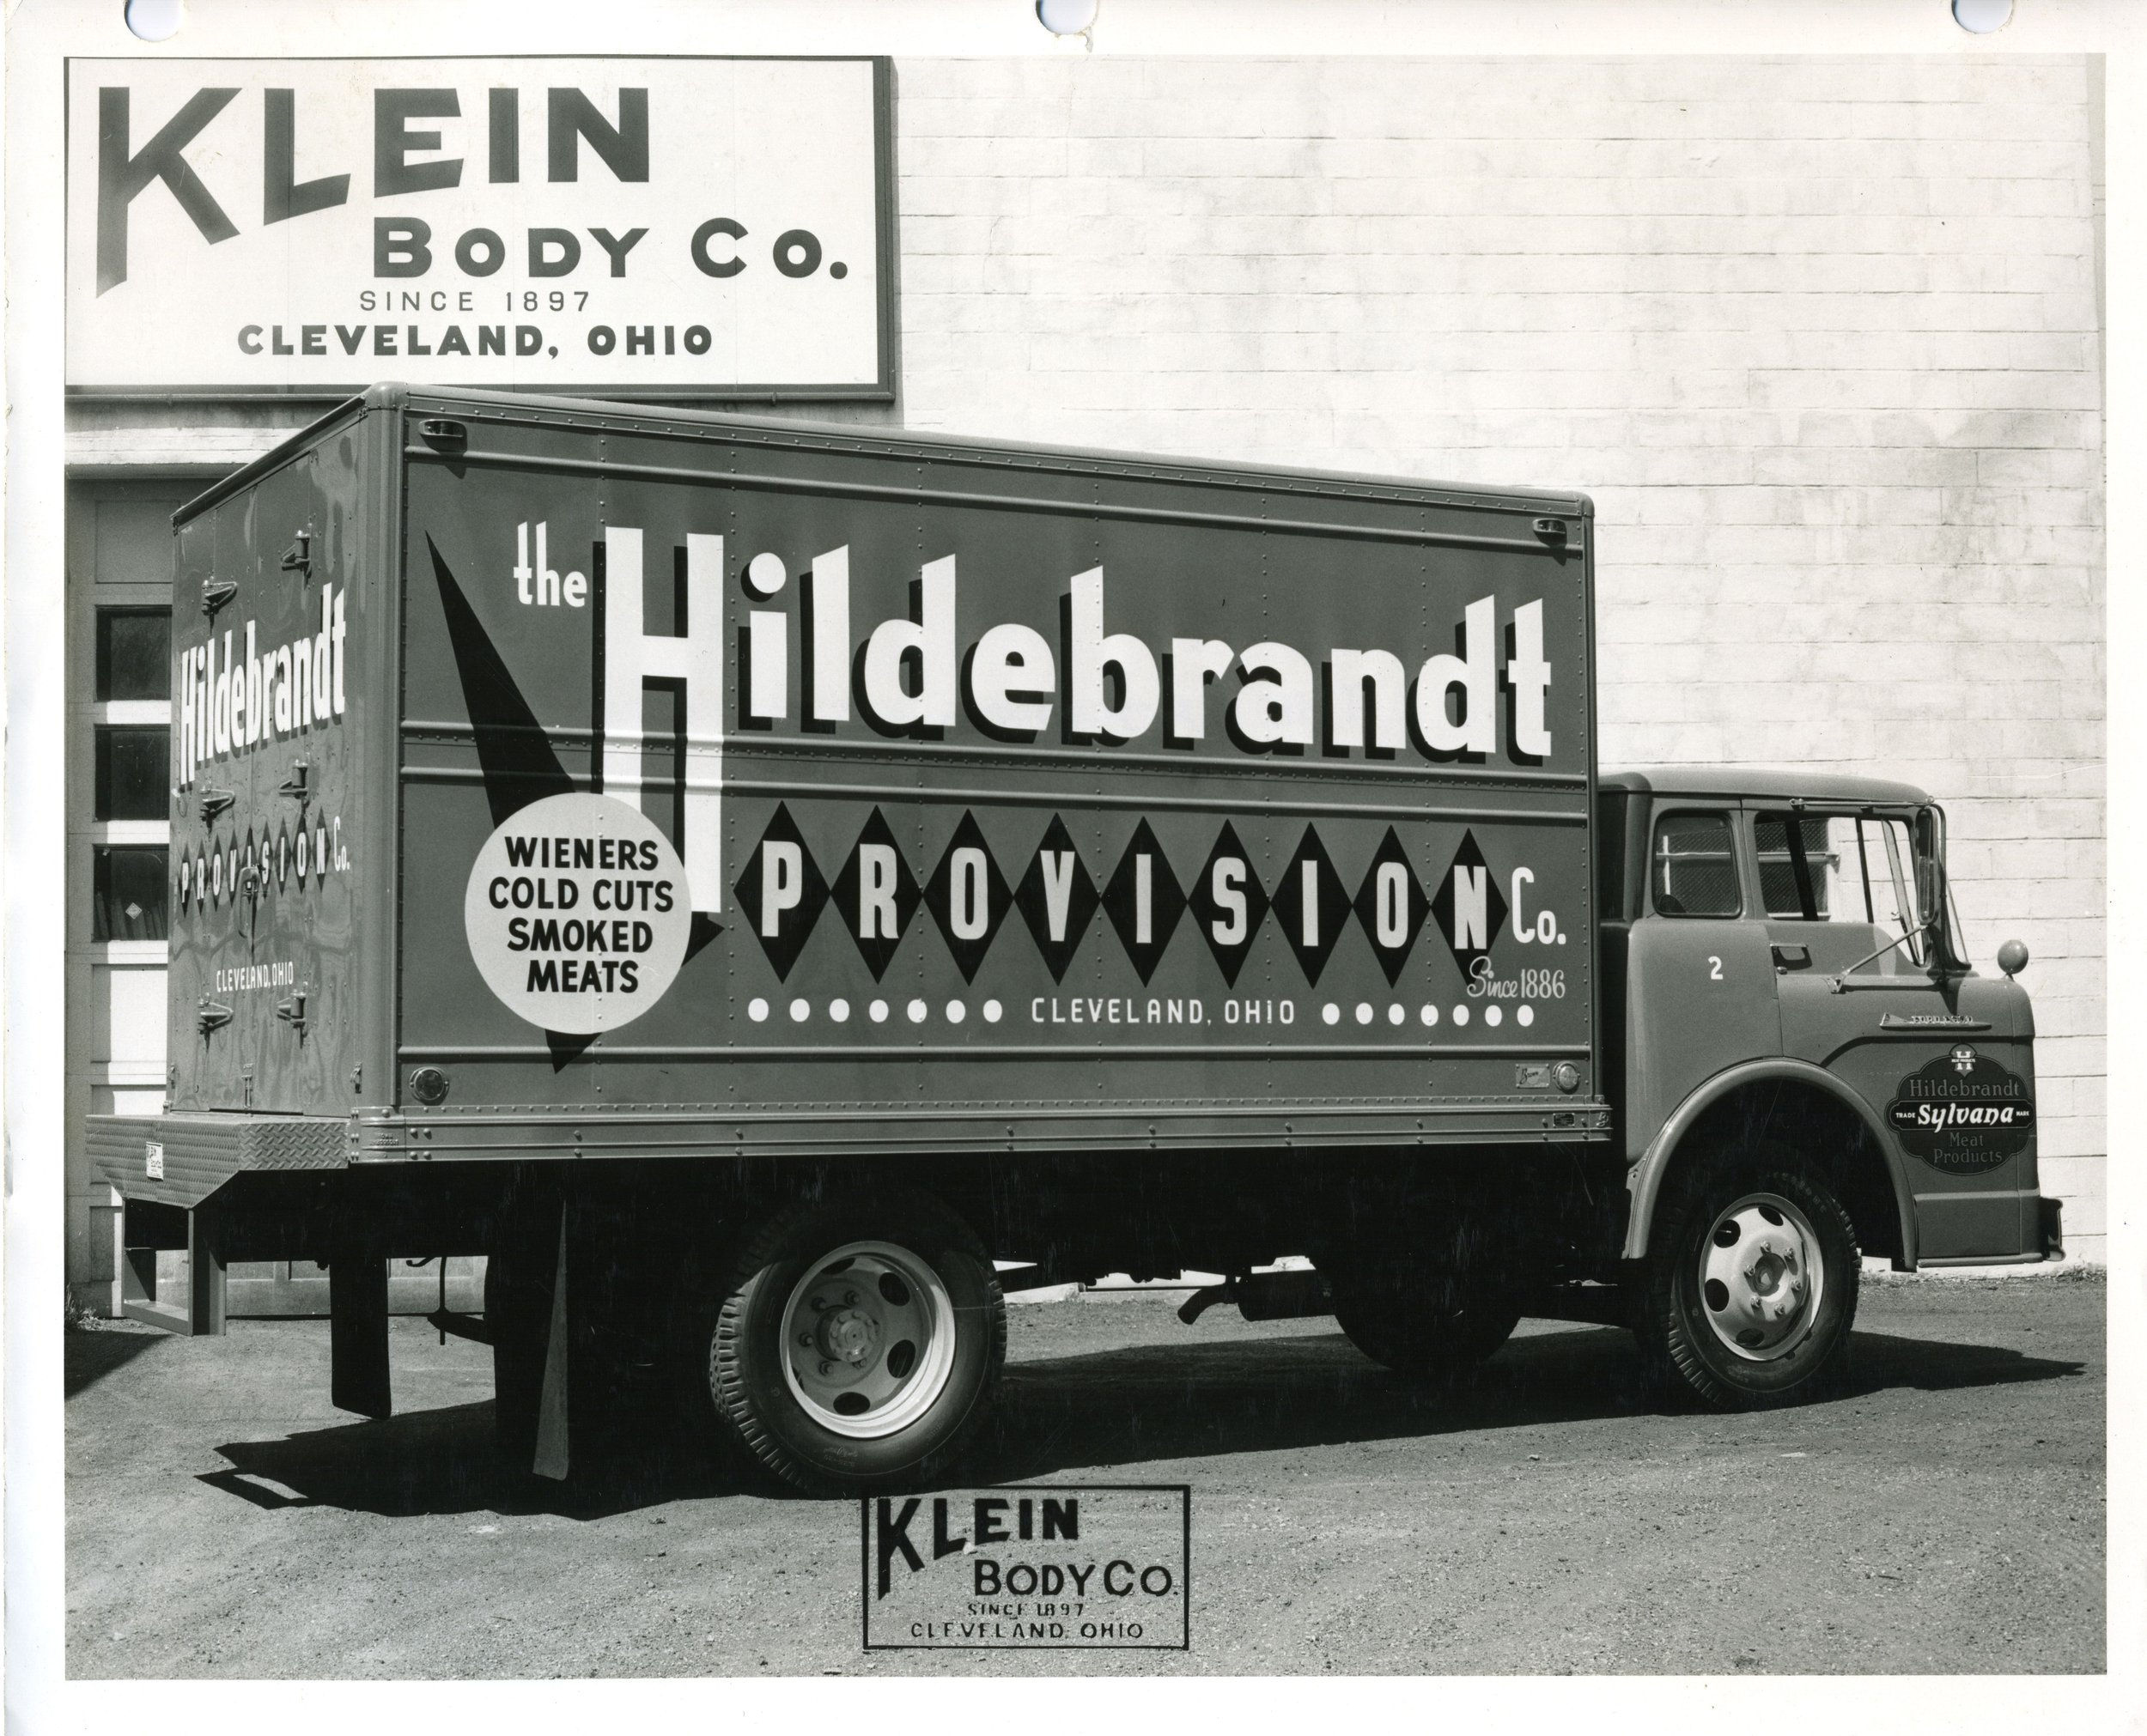 KLEIN
BODY CO.
SINCE 1897
CLEVELAND, OHIO
the Hildebrandt
PROVISION Co.
Since 1886
CLEVELAND, OHIO
WIENERS
COLD CUTS
SMOKED
MEATS
Hildebrandt
PROVISION Co.
CLEVELAND, OHIO
2
H
Hildebrandt
TRADE Sylvana MARK
Meat
Products
KLEIN
BODY CO.
SINCE 1897
CLEVELAND, OHIO